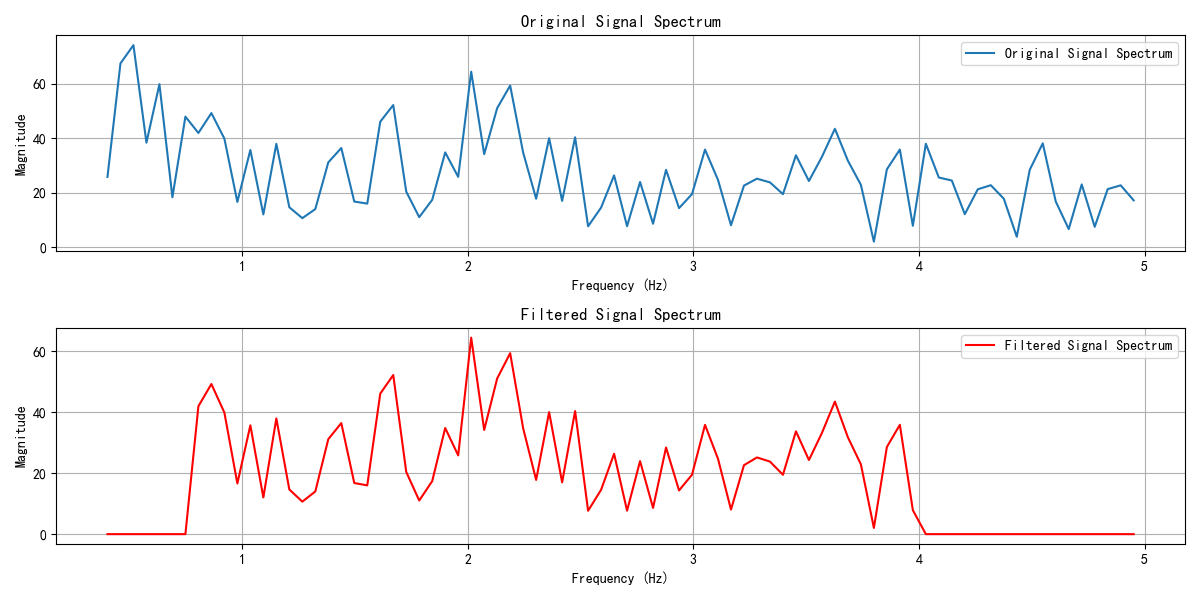 Original Signal Spectrum
Original Signal Spectrum
60
40
20
0
Magnitude
1 2 3 4 5
Frequency (Hz)
Filtered Signal Spectrum
Filtered Signal Spectrum
60
40
20
0
Magnitude
1 2 3 4 5
Frequency (Hz)